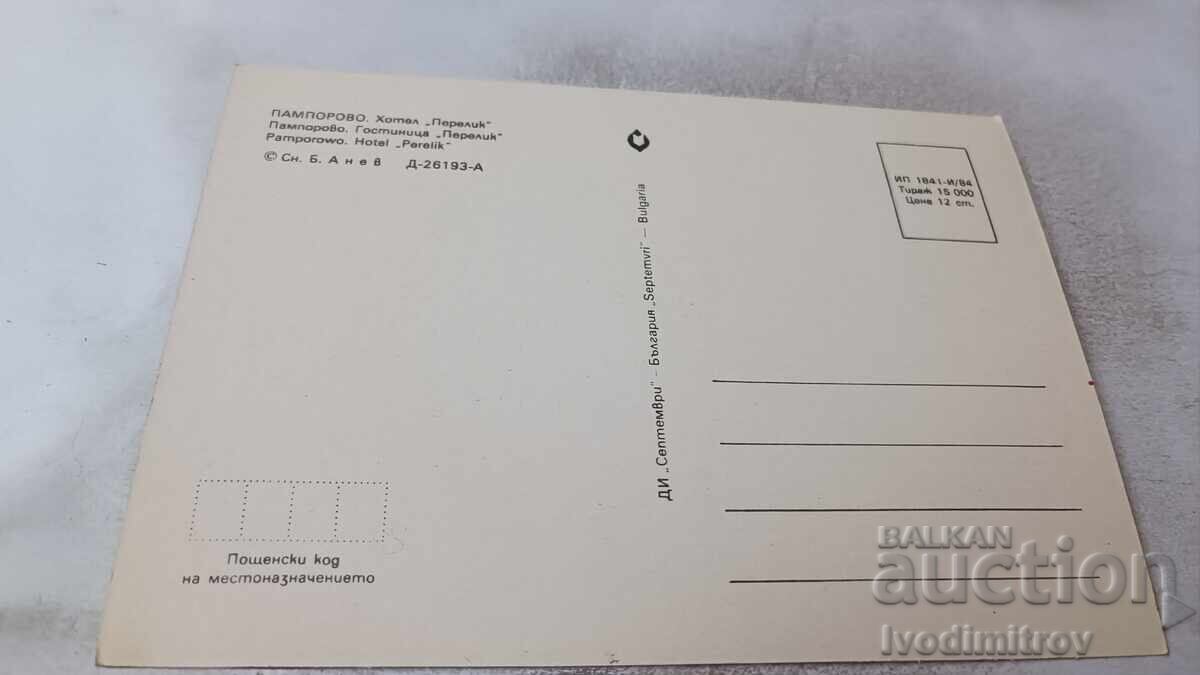 ПАМПОРОВО. Хотел „Перелик“
Пампорово. Гостиница „Перелик“
Pamporowo. Hotel „Perelik“
© Сн. Б. Анев Д-26193-А
ИП 1841-И/84
Тираж 15 000
Цена 12 ст.
ДИ „Септември“ – България „Septemvri“ – Bulgaria
Пощенски код
на местоназначението
BALKAN
auction
Ivodimitrov